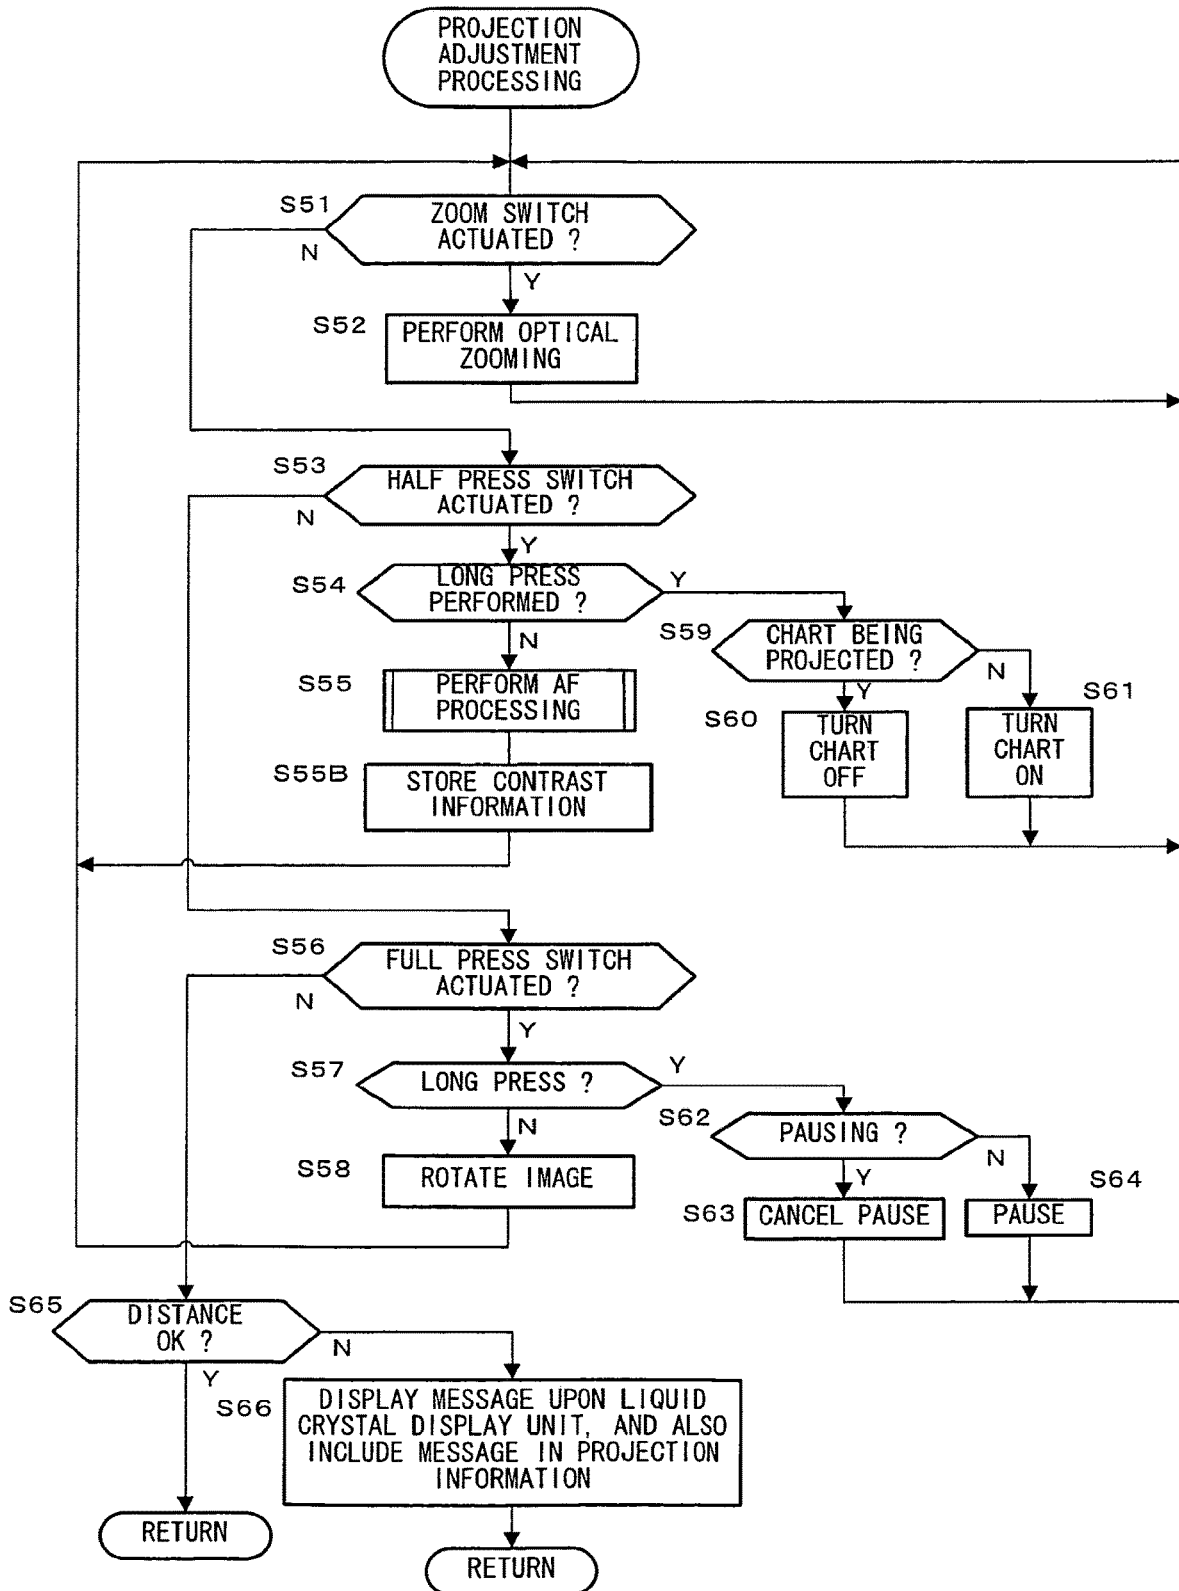 PROJECTION
ADJUSTMENT
PROCESSING
S51
ZOOM SWITCH
ACTUATED ?
N
Y
S52
PERFORM OPTICAL
ZOOMING
S53
HALF PRESS SWITCH
ACTUATED ?
N
Y
S54
LONG PRESS
PERFORMED ?
Y
N
S59
CHART BEING
PROJECTED ?
N
Y
S55
PERFORM AF
PROCESSING
S60
TURN
CHART
OFF
S61
TURN
CHART
ON
S55B
STORE CONTRAST
INFORMATION
S56
FULL PRESS SWITCH
ACTUATED ?
N
Y
S57
LONG PRESS ?
Y
N
S62
PAUSING ?
N
Y
S58
ROTATE IMAGE
S63
CANCEL PAUSE
S64
PAUSE
S65
DISTANCE
OK ?
N
Y
S66
DISPLAY MESSAGE UPON LIQUID
CRYSTAL DISPLAY UNIT, AND ALSO
INCLUDE MESSAGE IN PROJECTION
INFORMATION
RETURN
RETURN